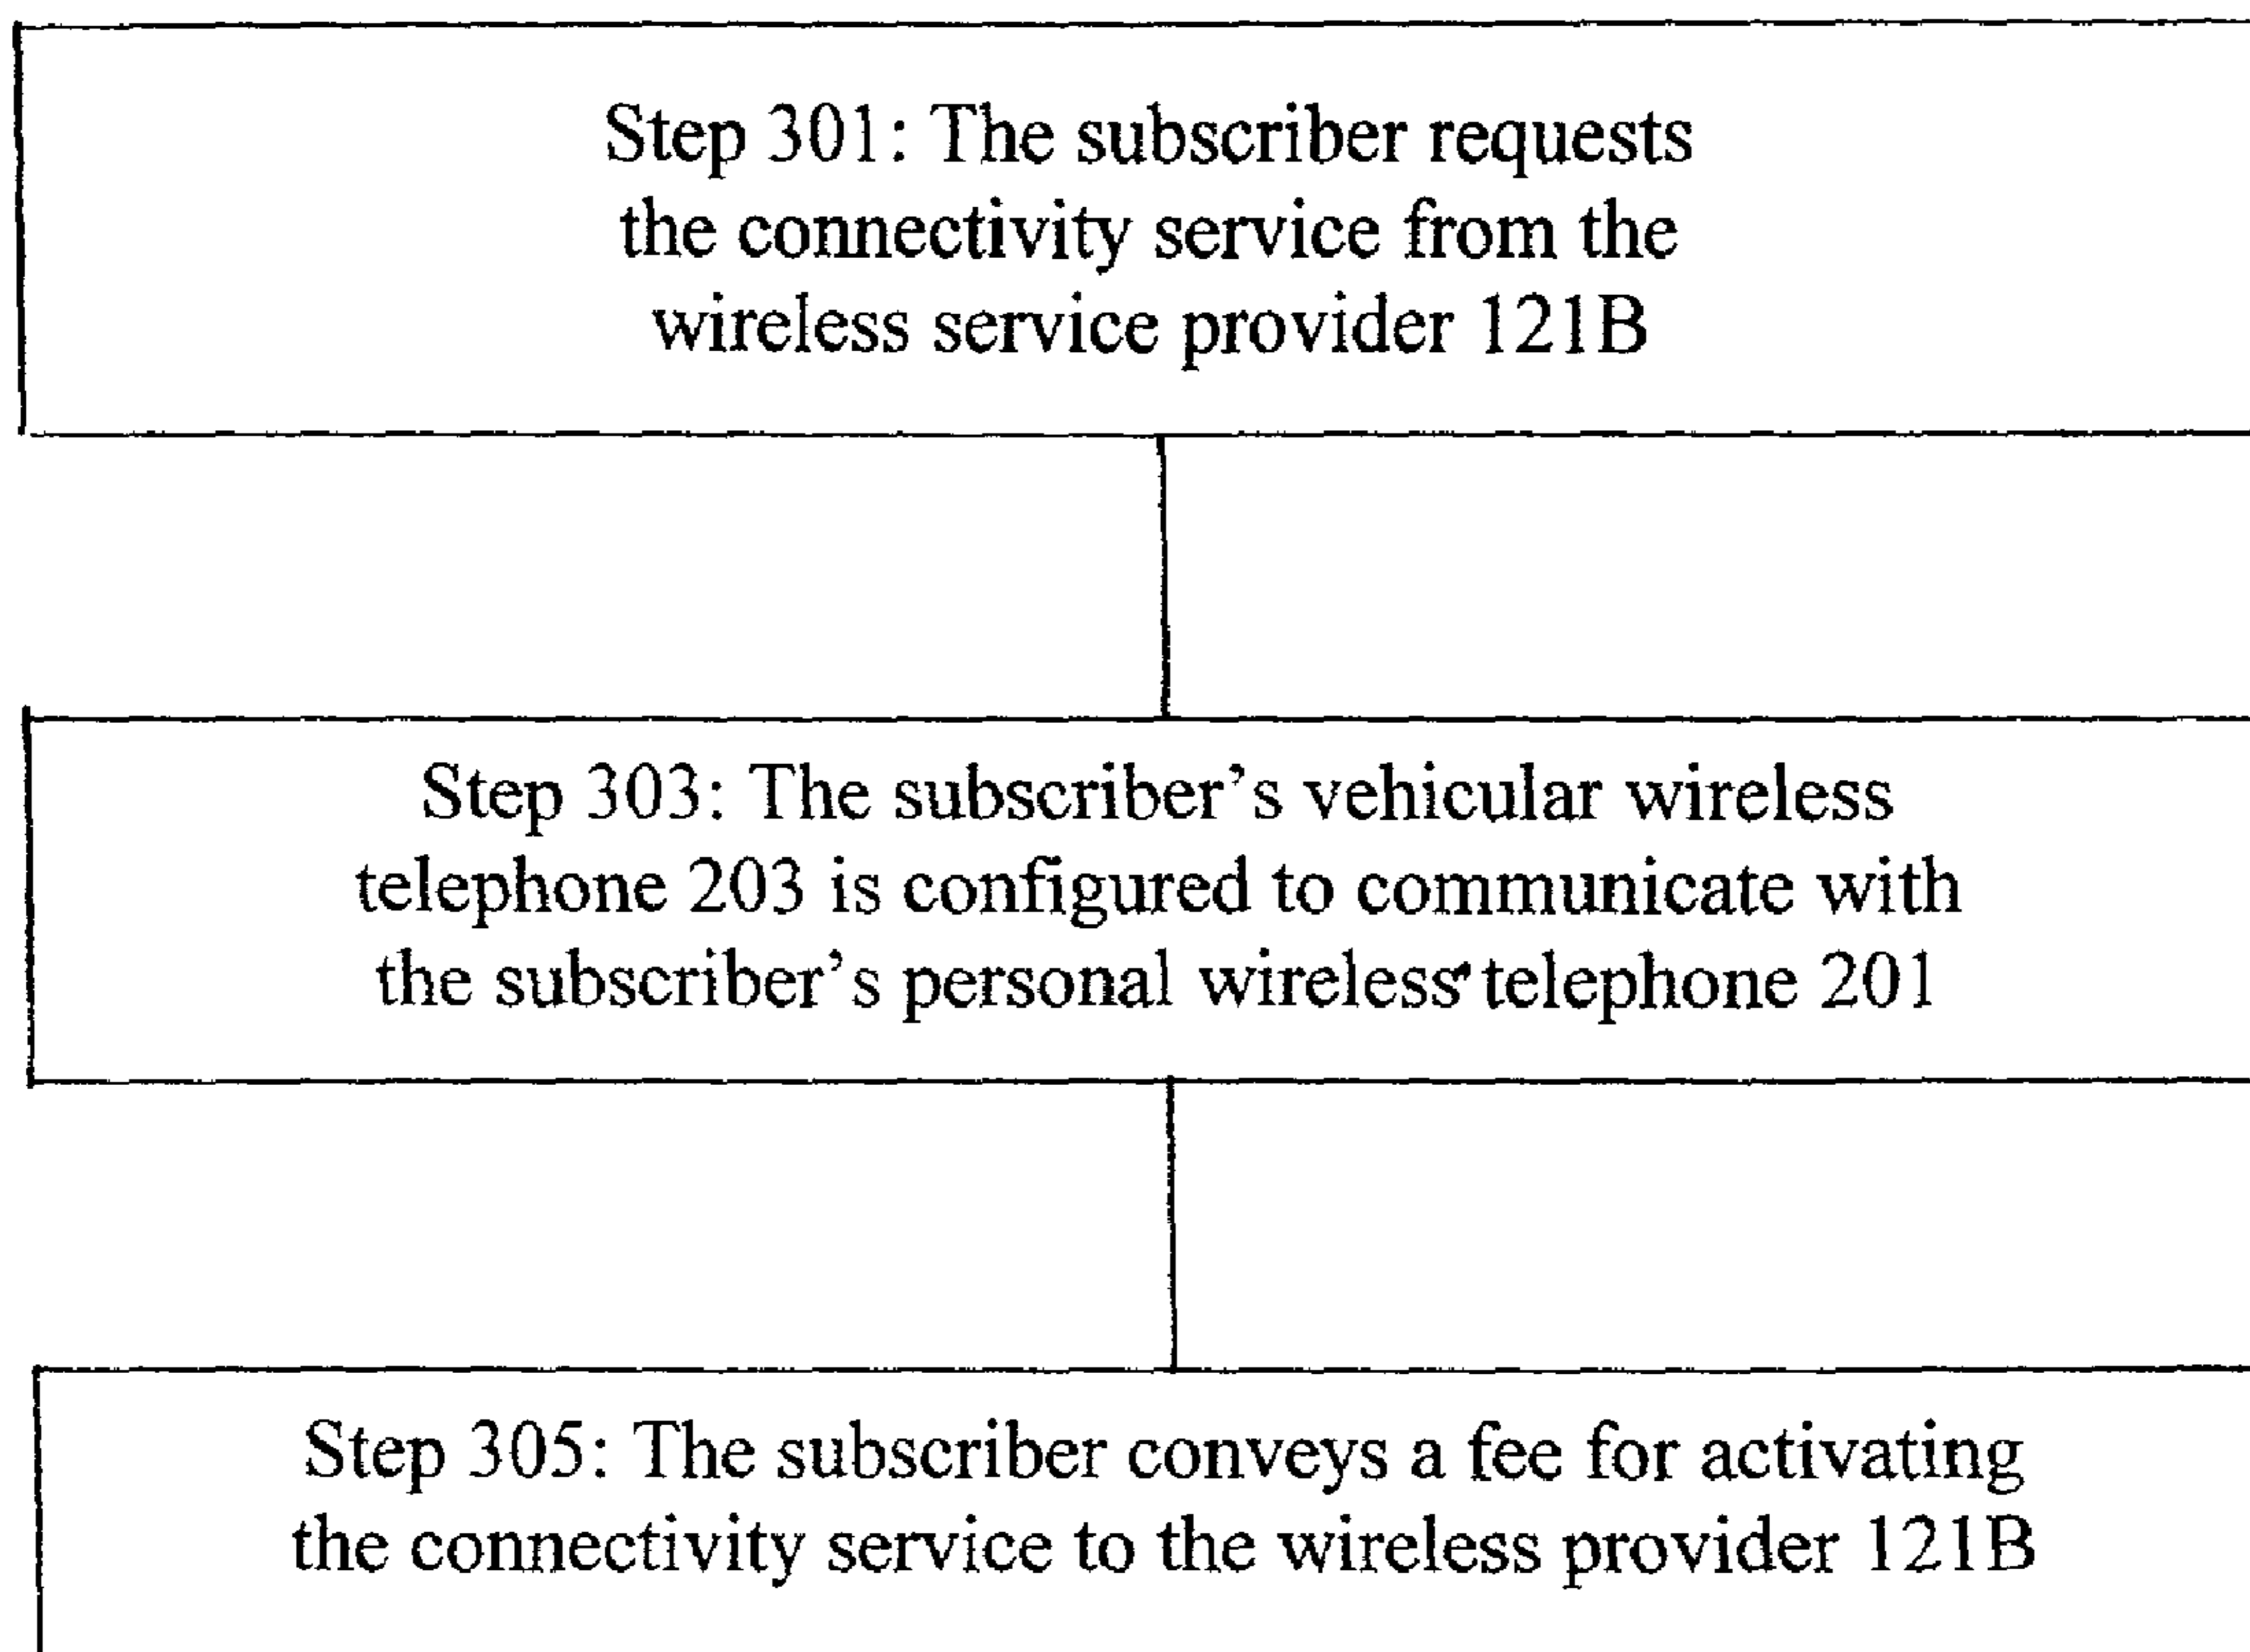 Step 301: The subscriber requests
the connectivity service from the
wireless service provider 121B
Step 303: The subscriber’s vehicular wireless
telephone 203 is configured to communicate with
the subscriber’s personal wireless telephone 201
Step 305: The subscriber conveys a fee for activating
the connectivity service to the wireless provider 121B